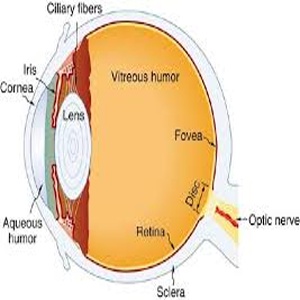 Ciliary fibers
Iris
Cornea
Vitreous humor
Lens
Fovea
Disc
Optic nerve
Aqueous
humor
Retina
Sclera